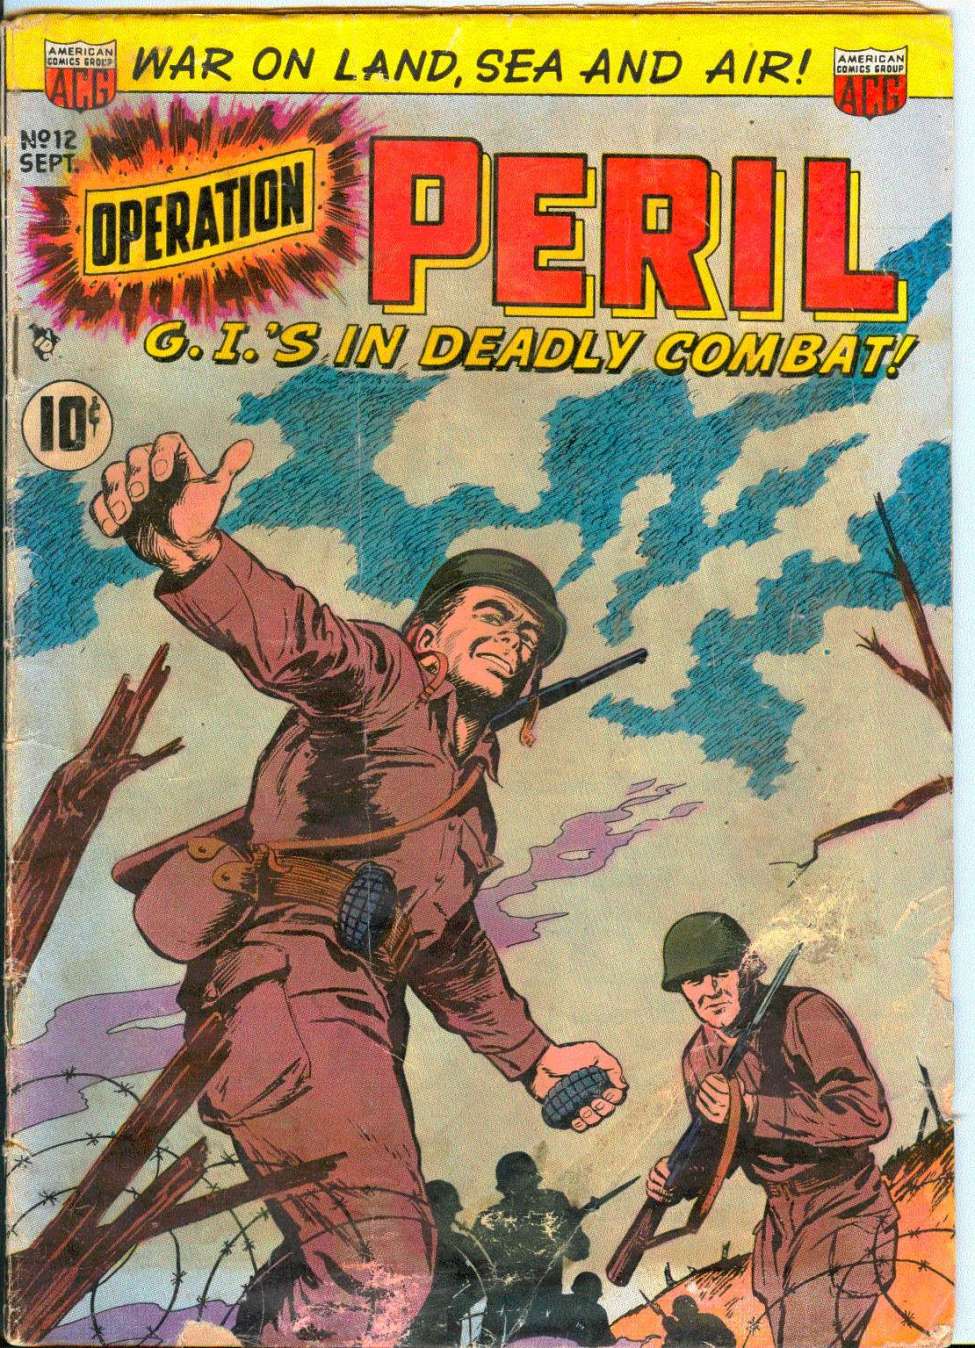 AMERICAN
COMICS GROUP
ACG
WAR ON LAND, SEA AND AIR!
AMERICAN
COMICS GROUP
ACG
No 12
SEPT.
OPERATION
PERIL
G.I.'S IN DEADLY COMBAT!
10¢